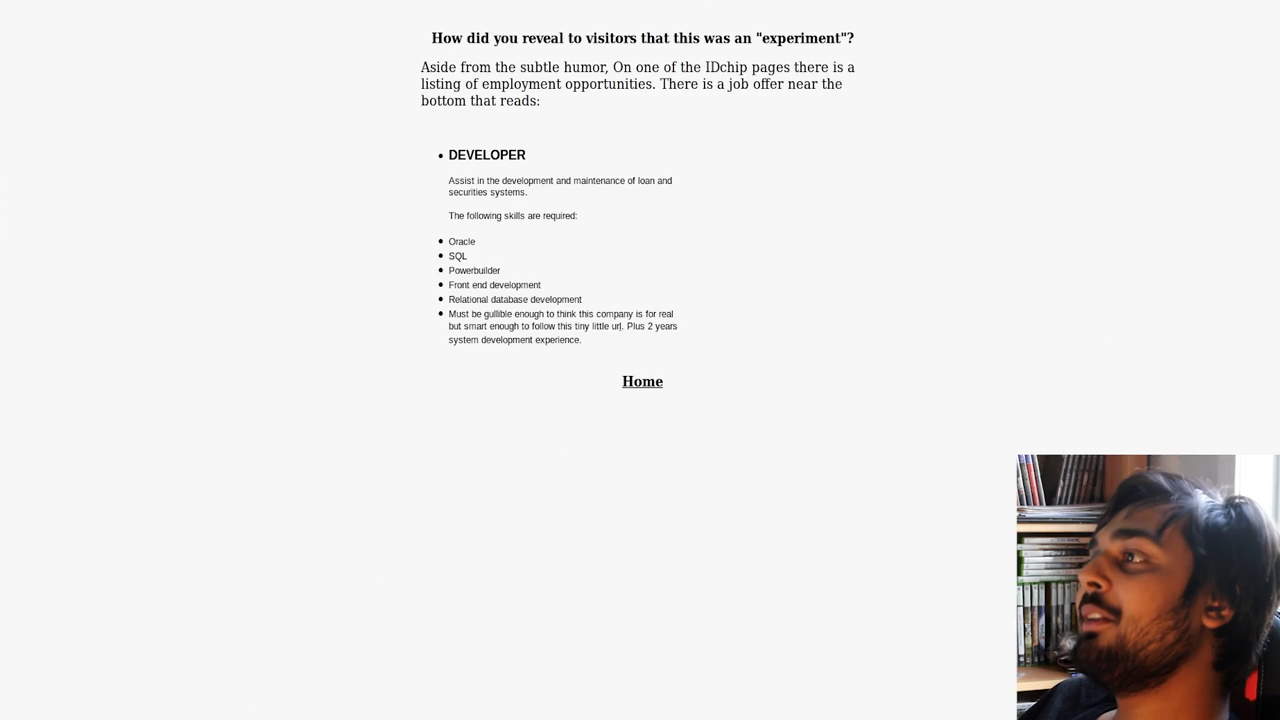 How did you reveal to visitors that this was an "experiment"?
Aside from the subtle humor, On one of the IDchip pages there is a
listing of employment opportunities. There is a job offer near the
bottom that reads:
• DEVELOPER
Assist in the development and maintenance of loan and
securities systems.
The following skills are required:
• Oracle
• SQL
• Powerbuilder
• Front end development
• Relational database development
• Must be gullible enough to think this company is for real
but smart enough to follow this tiny little url. Plus 2 years
system development experience.
Home